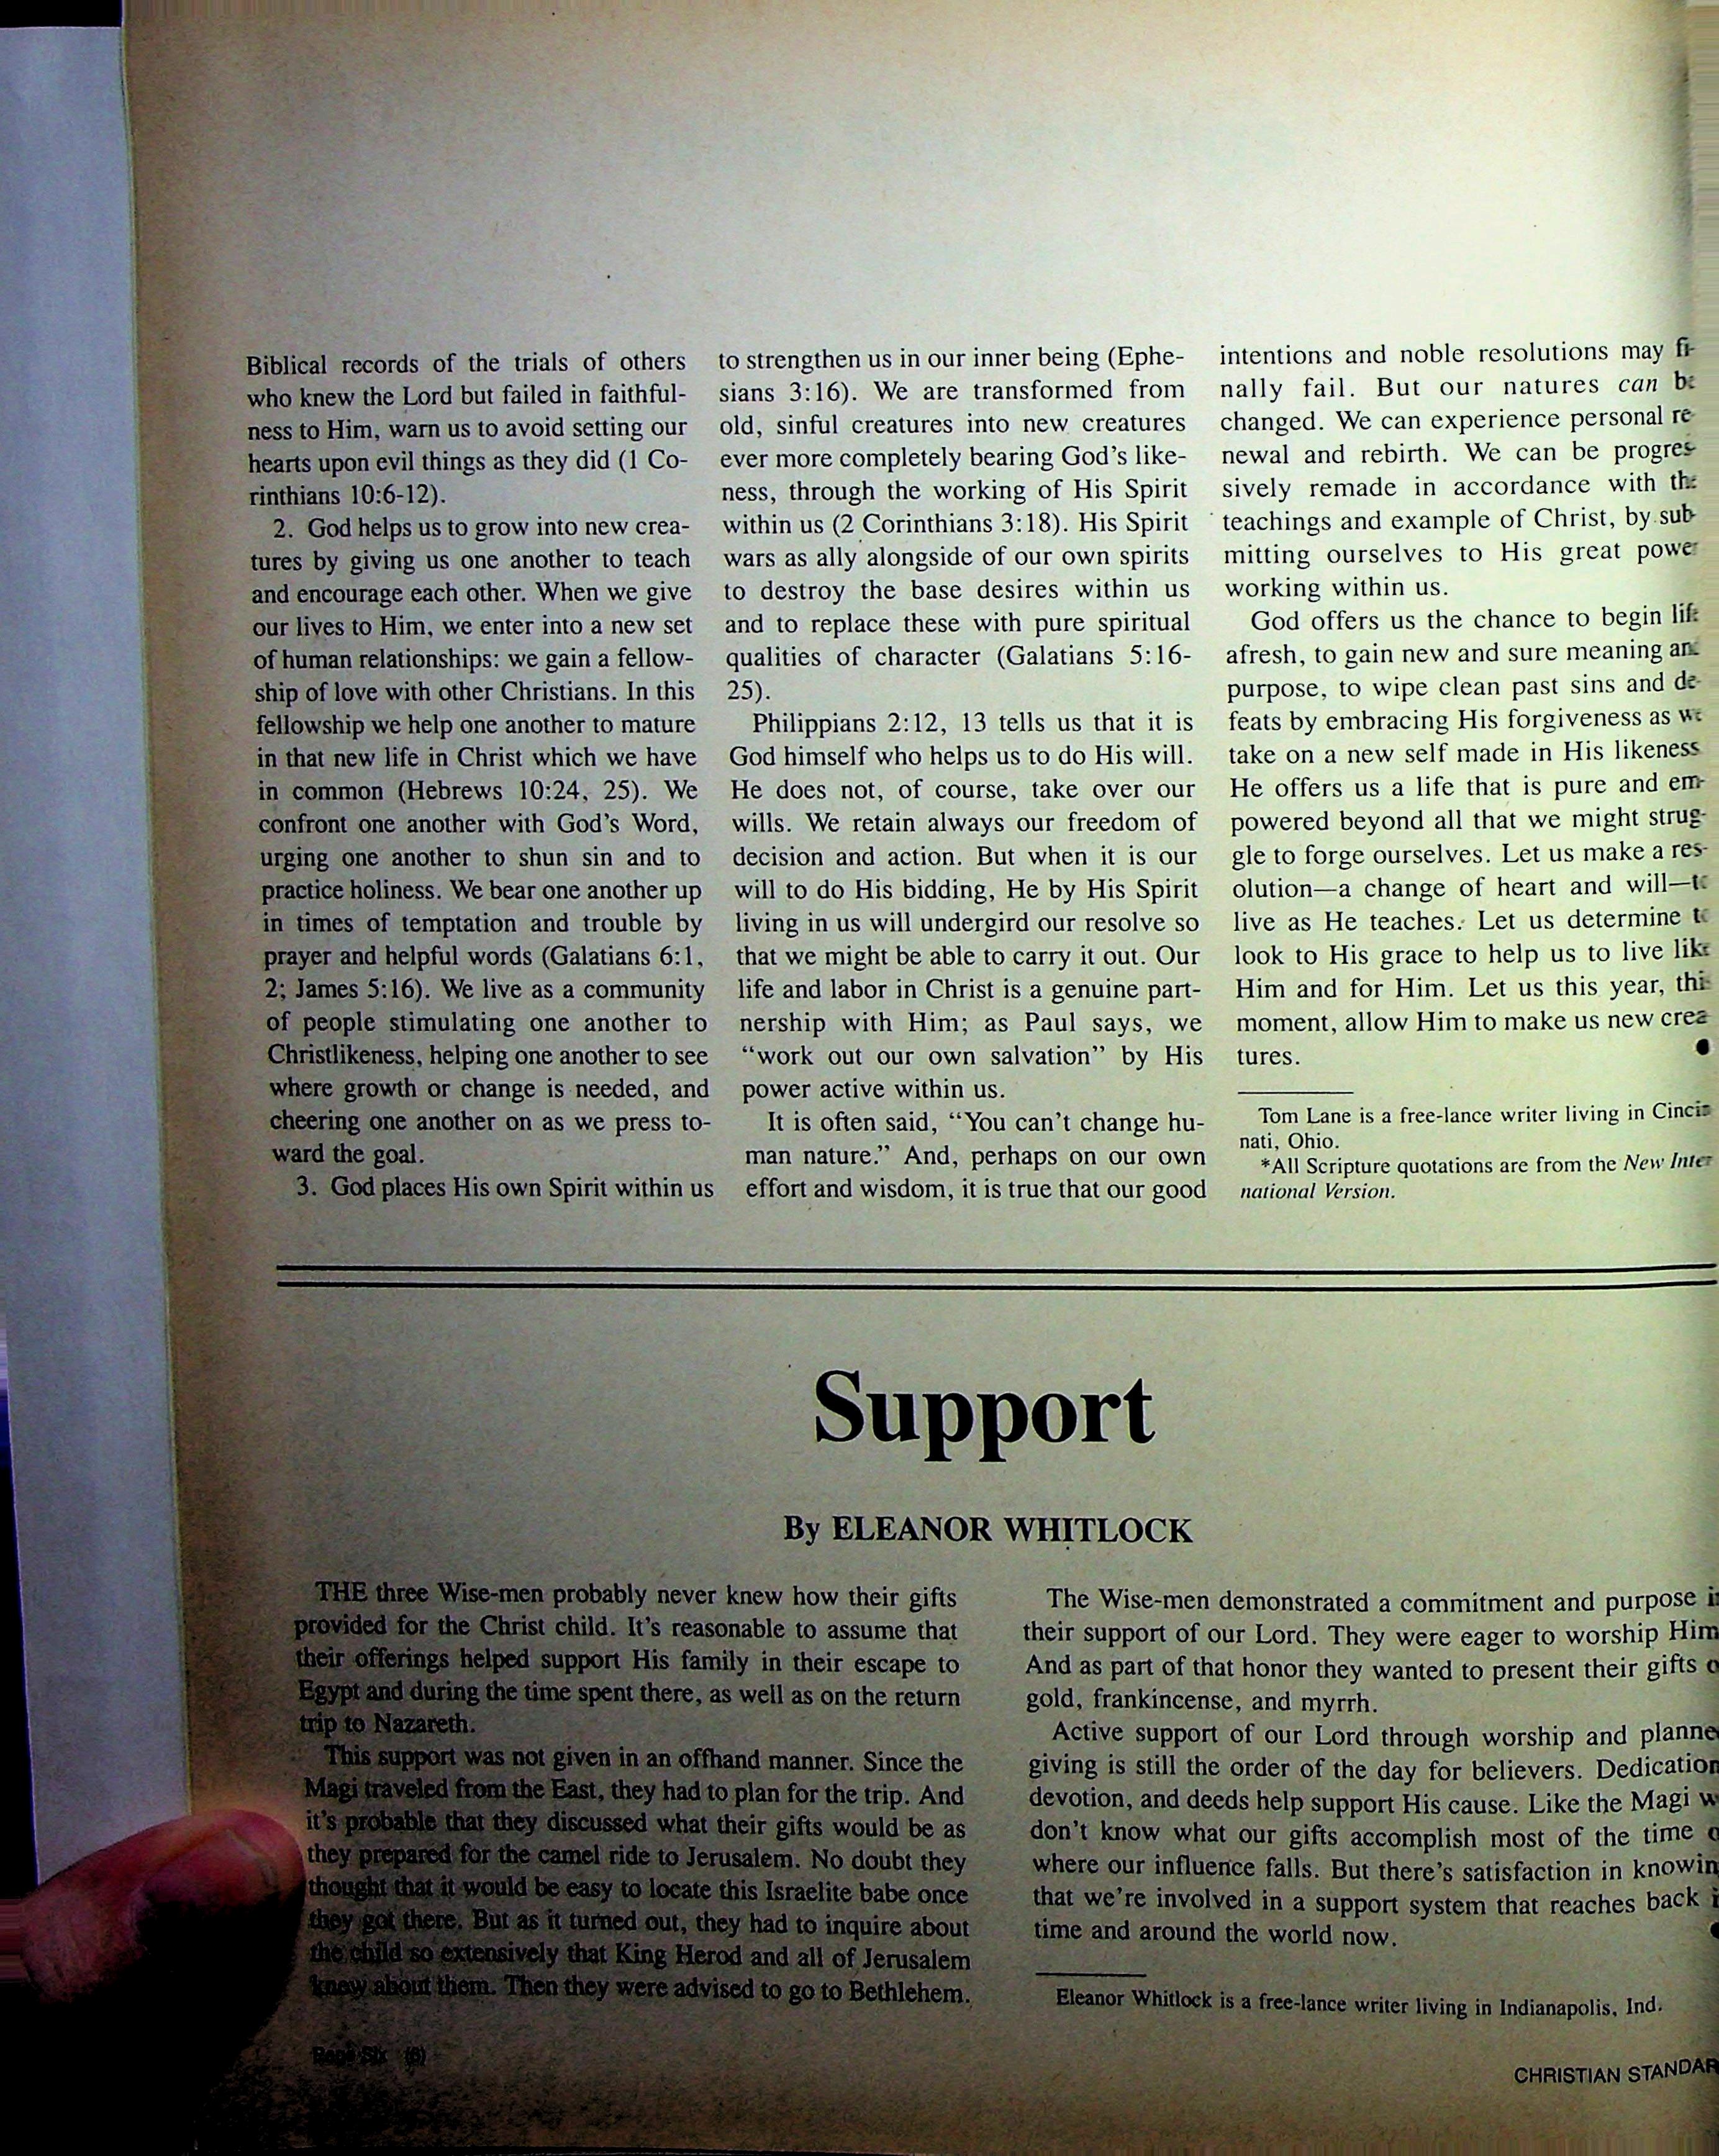 Biblical records of the trials of others
who knew the Lord but failed in faithful-
ness to Him, warn us to avoid setting our
hearts upon evil things as they did (1 Co-
rinthians 10:6-12).
2. God helps us to grow into new crea-
tures by giving us one another to teach
and encourage each other. When we give
our lives to Him, we enter into a new set
of human relationships: we gain a fellow-
ship of love with other Christians. In this
fellowship we help one another to mature
in that new life in Christ which we have
in common (Hebrews 10:24, 25). We
confront one another with God's Word,
urging one another to shun sin and to
practice holiness. We bear one another up
in times of temptation and trouble by
prayer and helpful words (Galatians 6:1,
2; James 5:16). We live as a community
of people stimulating one another to
Christlikeness, helping one another to see
where growth or change is needed, and
cheering one another on as we press to-
ward the goal.
3. God places His own Spirit within us
to strengthen us in our inner being (Ephe-
sians 3:16). We are transformed from
old, sinful creatures into new creatures
ever more completely bearing God's like-
ness, through the working of His Spirit
within us (2 Corinthians 3:18). His Spirit
wars as ally alongside of our own spirits
to destroy the base desires within us
and to replace these with pure spiritual
qualities of character (Galatians 5:16-
25).
Philippians 2:12, 13 tells us that it is
God himself who helps us to do His will.
He does not, of course, take over our
wills. We retain always our freedom of
decision and action. But when it is our
will to do His bidding, He by His Spirit
living in us will undergird our resolve so
that we might be able to carry it out. Our
life and labor in Christ is a genuine part-
nership with Him; as Paul says, we
"work out our own salvation" by His
power active within us.
It is often said, "You can't change hu-
man nature." And, perhaps on our own
effort and wisdom, it is true that our good
intentions and noble resolutions may fi-
nally fail. But our natures can be
changed. We can experience personal re-
newal and rebirth. We can be progres-
sively remade in accordance with the
teachings and example of Christ, by sub-
mitting ourselves to His great power
working within us.
God offers us the chance to begin life
afresh, to gain new and sure meaning and
purpose, to wipe clean past sins and de-
feats by embracing His forgiveness as we
take on a new self made in His likeness
He offers us a life that is pure and em-
powered beyond all that we might strug-
gle to forge ourselves. Let us make a res-
olution—a change of heart and will—to
live as He teaches. Let us determine to
look to His grace to help us to live like
Him and for Him. Let us this year, this
moment, allow Him to make us new crea
tures.
Tom Lane is a free-lance writer living in Cincin
nati, Ohio.
*All Scripture quotations are from the New Inter
national Version.
Support
By ELEANOR WHITLOCK
THE three Wise-men probably never knew how their gifts
provided for the Christ child. It's reasonable to assume that
their offerings helped support His family in their escape to
Egypt and during the time spent there, as well as on the return
trip to Nazareth.
This support was not given in an offhand manner. Since the
Magi traveled from the East, they had to plan for the trip. And
it's probable that they discussed what their gifts would be as
they prepared for the camel ride to Jerusalem. No doubt they
thought that it would be easy to locate this Israelite babe once
they got there. But as it turned out, they had to inquire about
the child so extensively that King Herod and all of Jerusalem
knew about them. Then they were advised to go to Bethlehem.
The Wise-men demonstrated a commitment and purpose
their support of our Lord. They were eager to worship Him
And as part of that honor they wanted to present their gifts
gold, frankincense, and myrrh.
Active support of our Lord through worship and planne
giving is still the order of the day for believers. Dedication
devotion, and deeds help support His cause. Like the Magi w
don't know what our gifts accomplish most of the time
where our influence falls. But there's satisfaction in knowin
that we're involved in a support system that reaches back
time and around the world now.
Eleanor Whitlock is a free-lance writer living in Indianapolis, Ind.
Page Six (6)
CHRISTIAN STANDAR